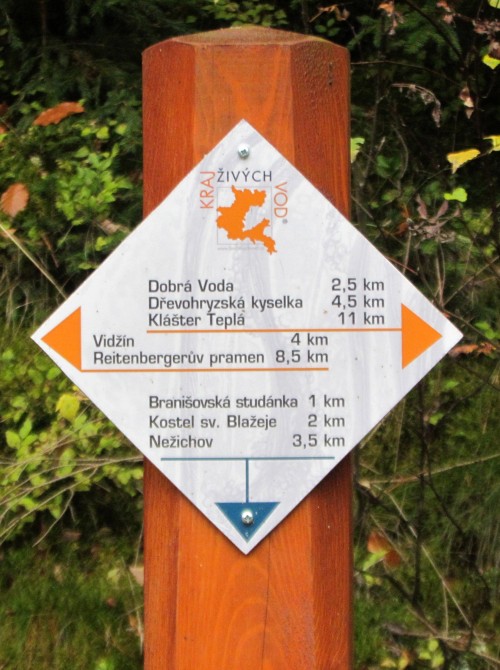 KRAJ ŽIVÝCH VOD®
Dobrá Voda 2,5 km
Dřevohryzská kyselka 4,5 km
Klášter Teplá 11 km
Vidžín 4 km
Reitenbergerův pramen 8,5 km
Branišovská studánka 1 km
Kostel sv. Blažeje 2 km
Nežichov 3,5 km